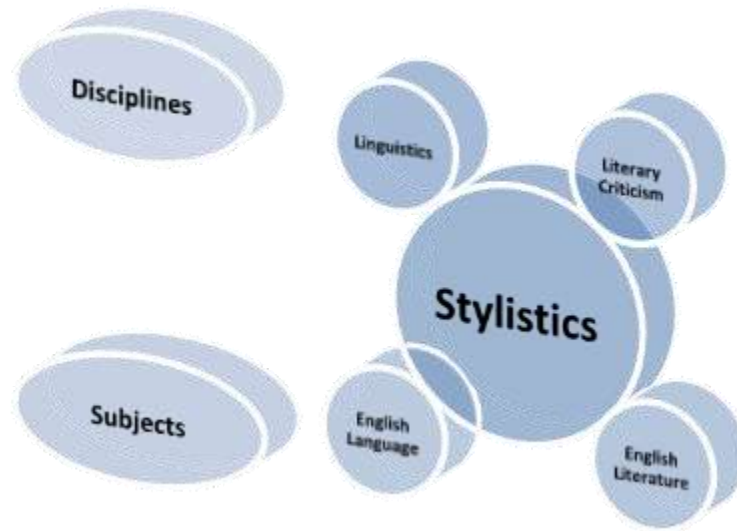 Disciplines
Linguistics
Literary
Criticism
Stylistics
Subjects
English
Language
English
Literature